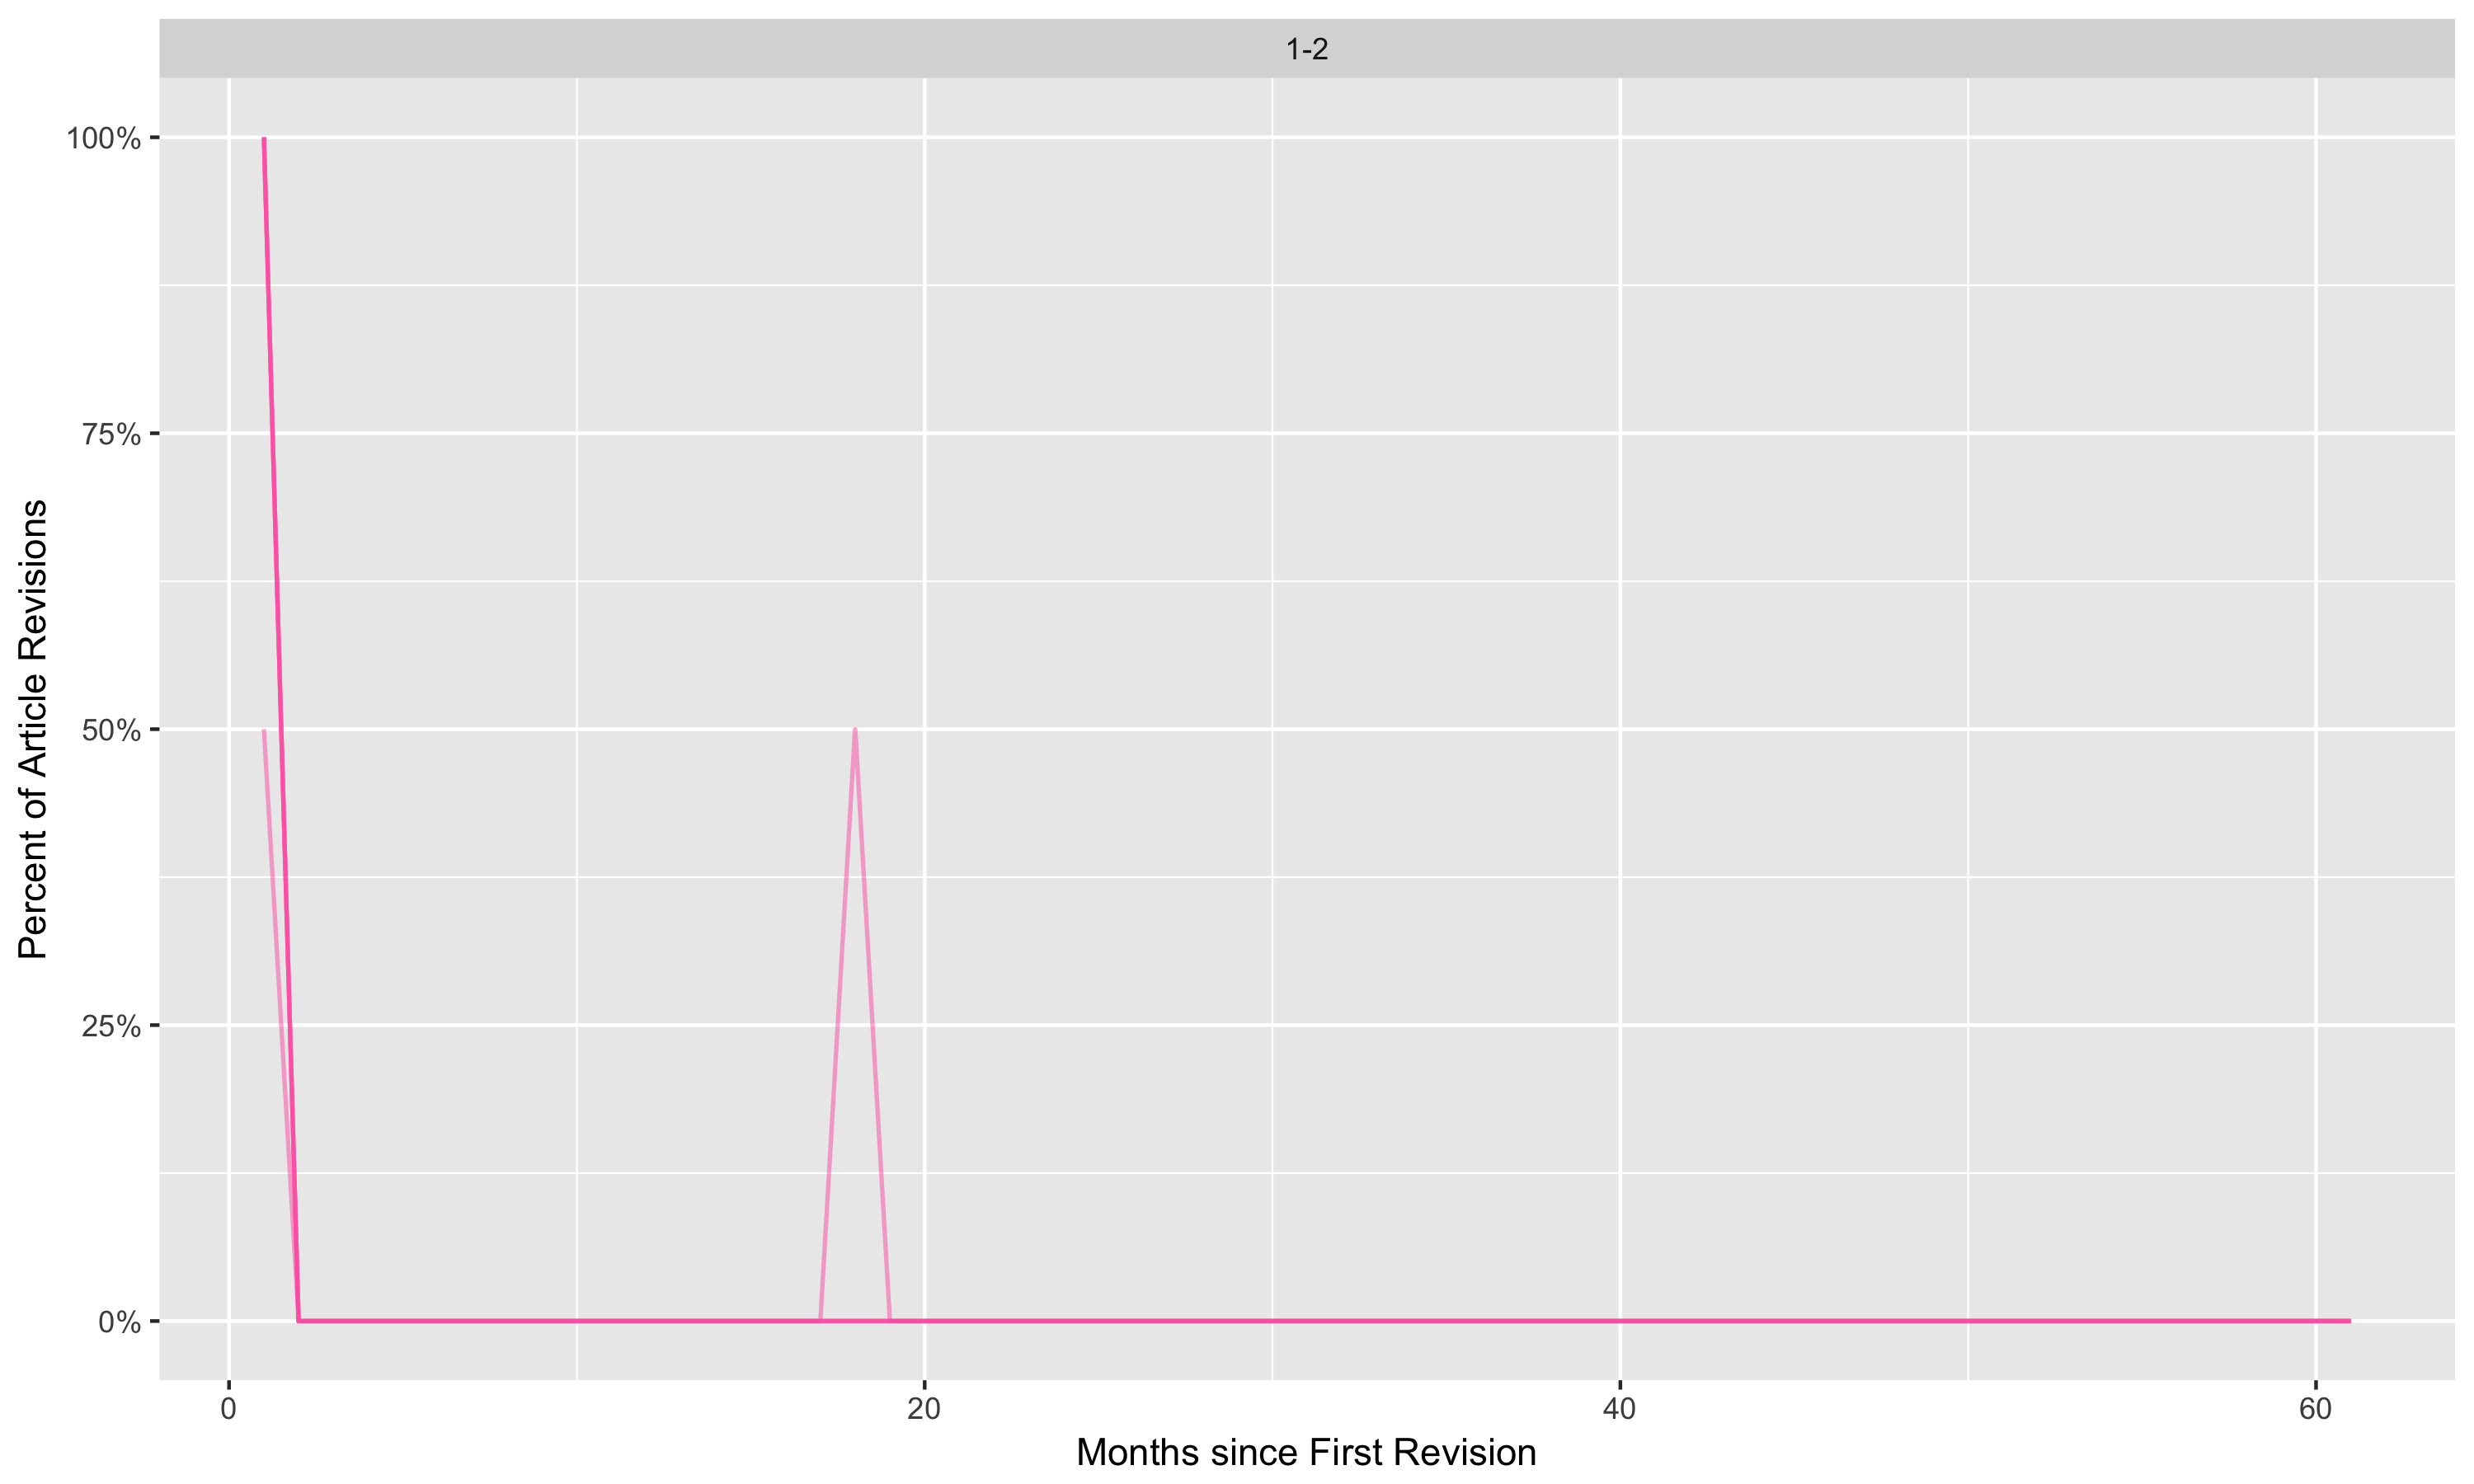 1-2
Percent of Article Revisions
100%
75%
50%
25%
0%
0 20 40 60
Months since First Revision